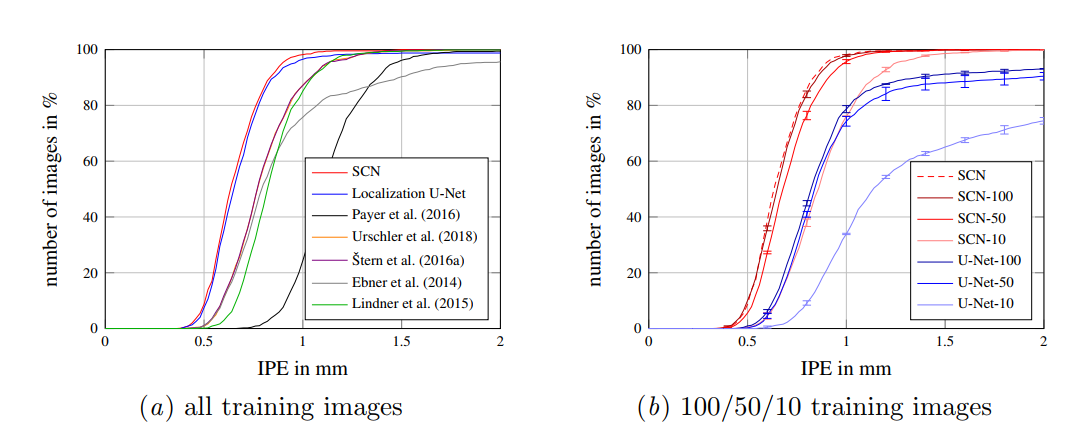 100
80
60
40
20
0
0
0.5
1
1.5
2
number of images in %
IPE in mm
SCN
Localization U-Net
Payer et al. (2016)
Urschler et al. (2018)
Štern et al. (2016a)
Ebner et al. (2014)
Lindner et al. (2015)
(a) all training images
100
80
60
40
20
0
0
0.5
1
1.5
2
number of images in %
IPE in mm
SCN
SCN-100
SCN-50
SCN-10
U-Net-100
U-Net-50
U-Net-10
(b) 100/50/10 training images